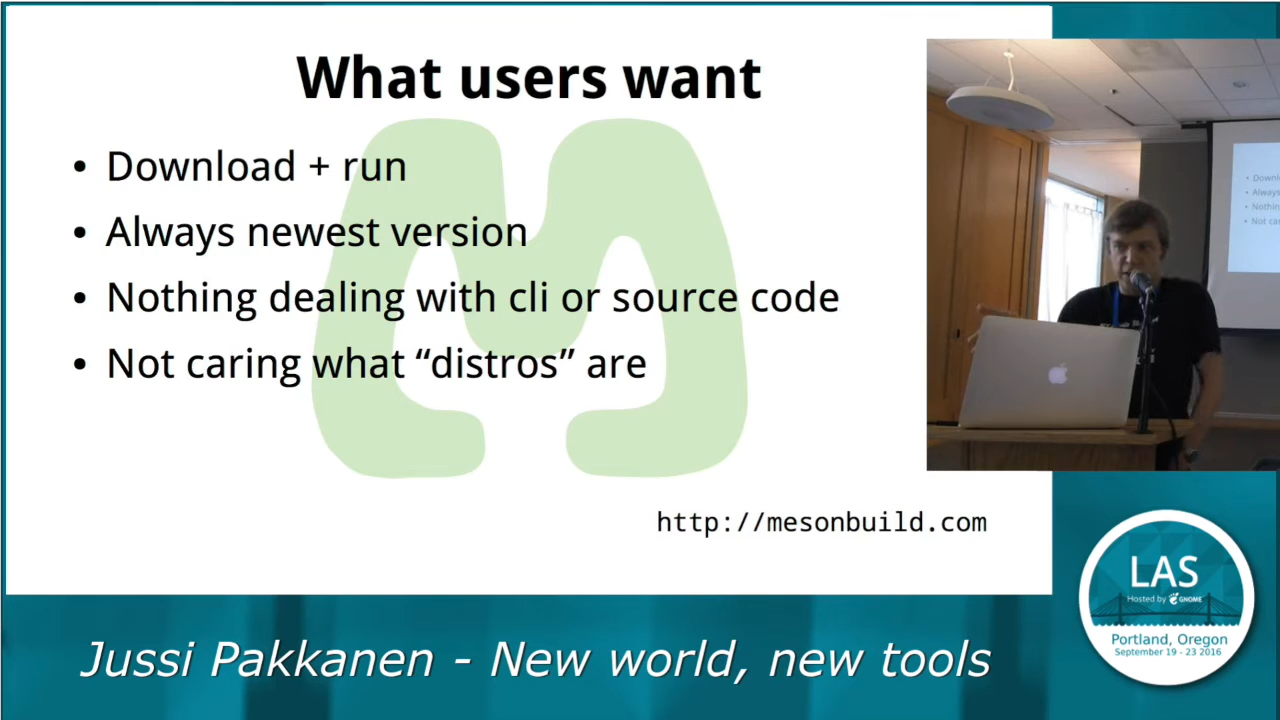 What users want
• Download + run
• Always newest version
• Nothing dealing with cli or source code
• Not caring what “distros” are
http://mesonbuild.com
LAS
Hosted by GNOME
Portland, Oregon
September 19 - 23 2016
Jussi Pakkanen - New world, new tools